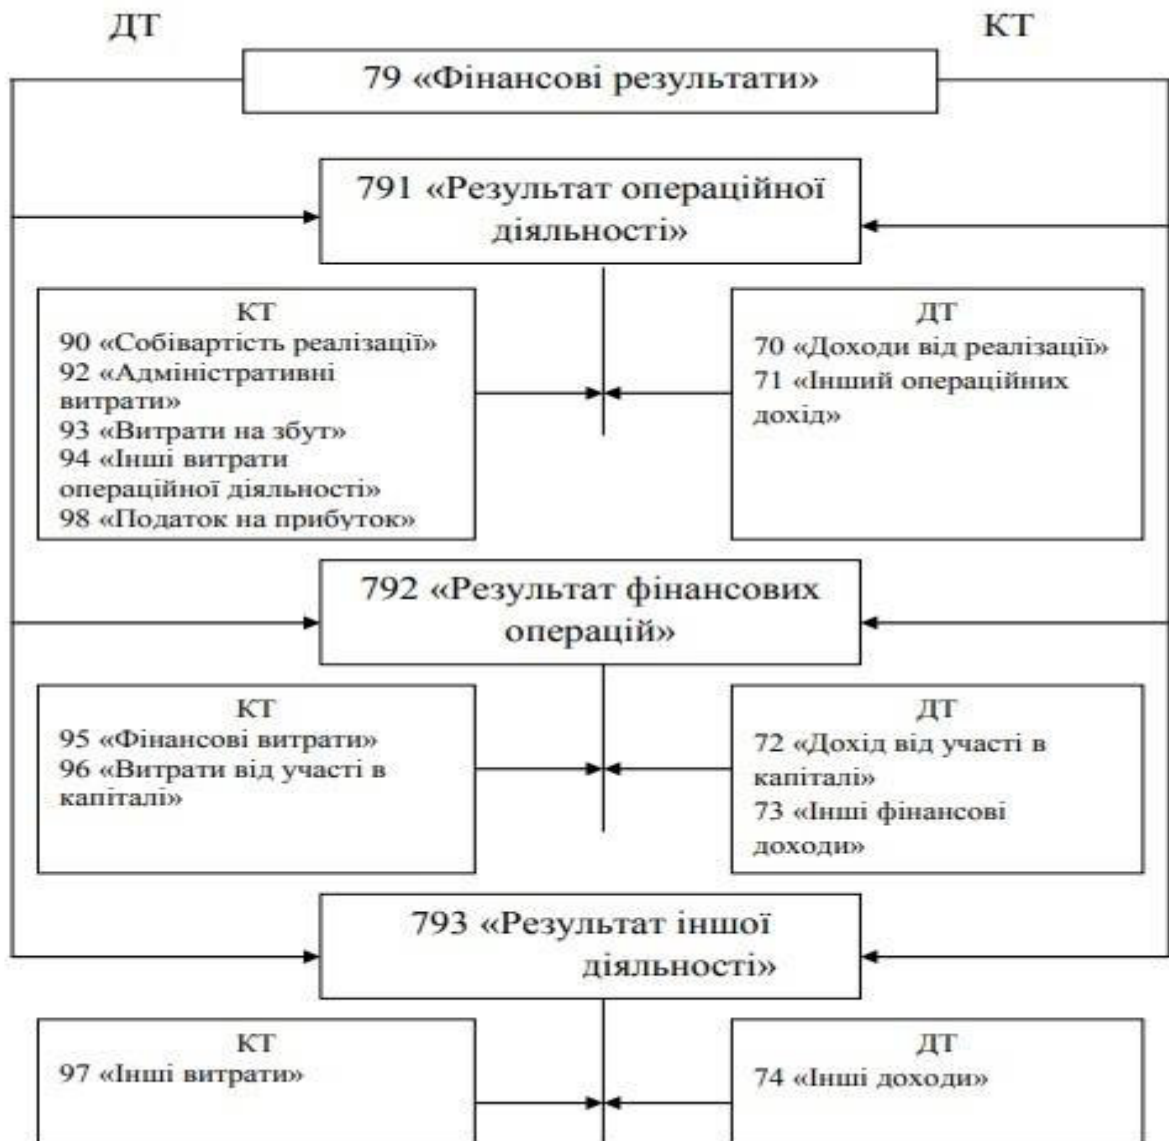 ДТ
КТ
79 «Фінансові результати»
791 «Результат операційної
діяльності»
КТ
90 «Собівартість реалізації»
92 «Адміністративні
витрати»
93 «Витрати на збут»
94 «Інші витрати
операційної діяльності»
98 «Податок на прибуток»
ДТ
70 «Доходи від реалізації»
71 «Інший операційних
дохід»
792 «Результат фінансових
операцій»
КТ
95 «Фінансові витрати»
96 «Витрати від участі в
капіталі»
ДТ
72 «Дохід від участі в
капіталі»
73 «Інші фінансові
доходи»
793 «Результат іншої
діяльності»
КТ
97 «Інші витрати»
ДТ
74 «Інші доходи»